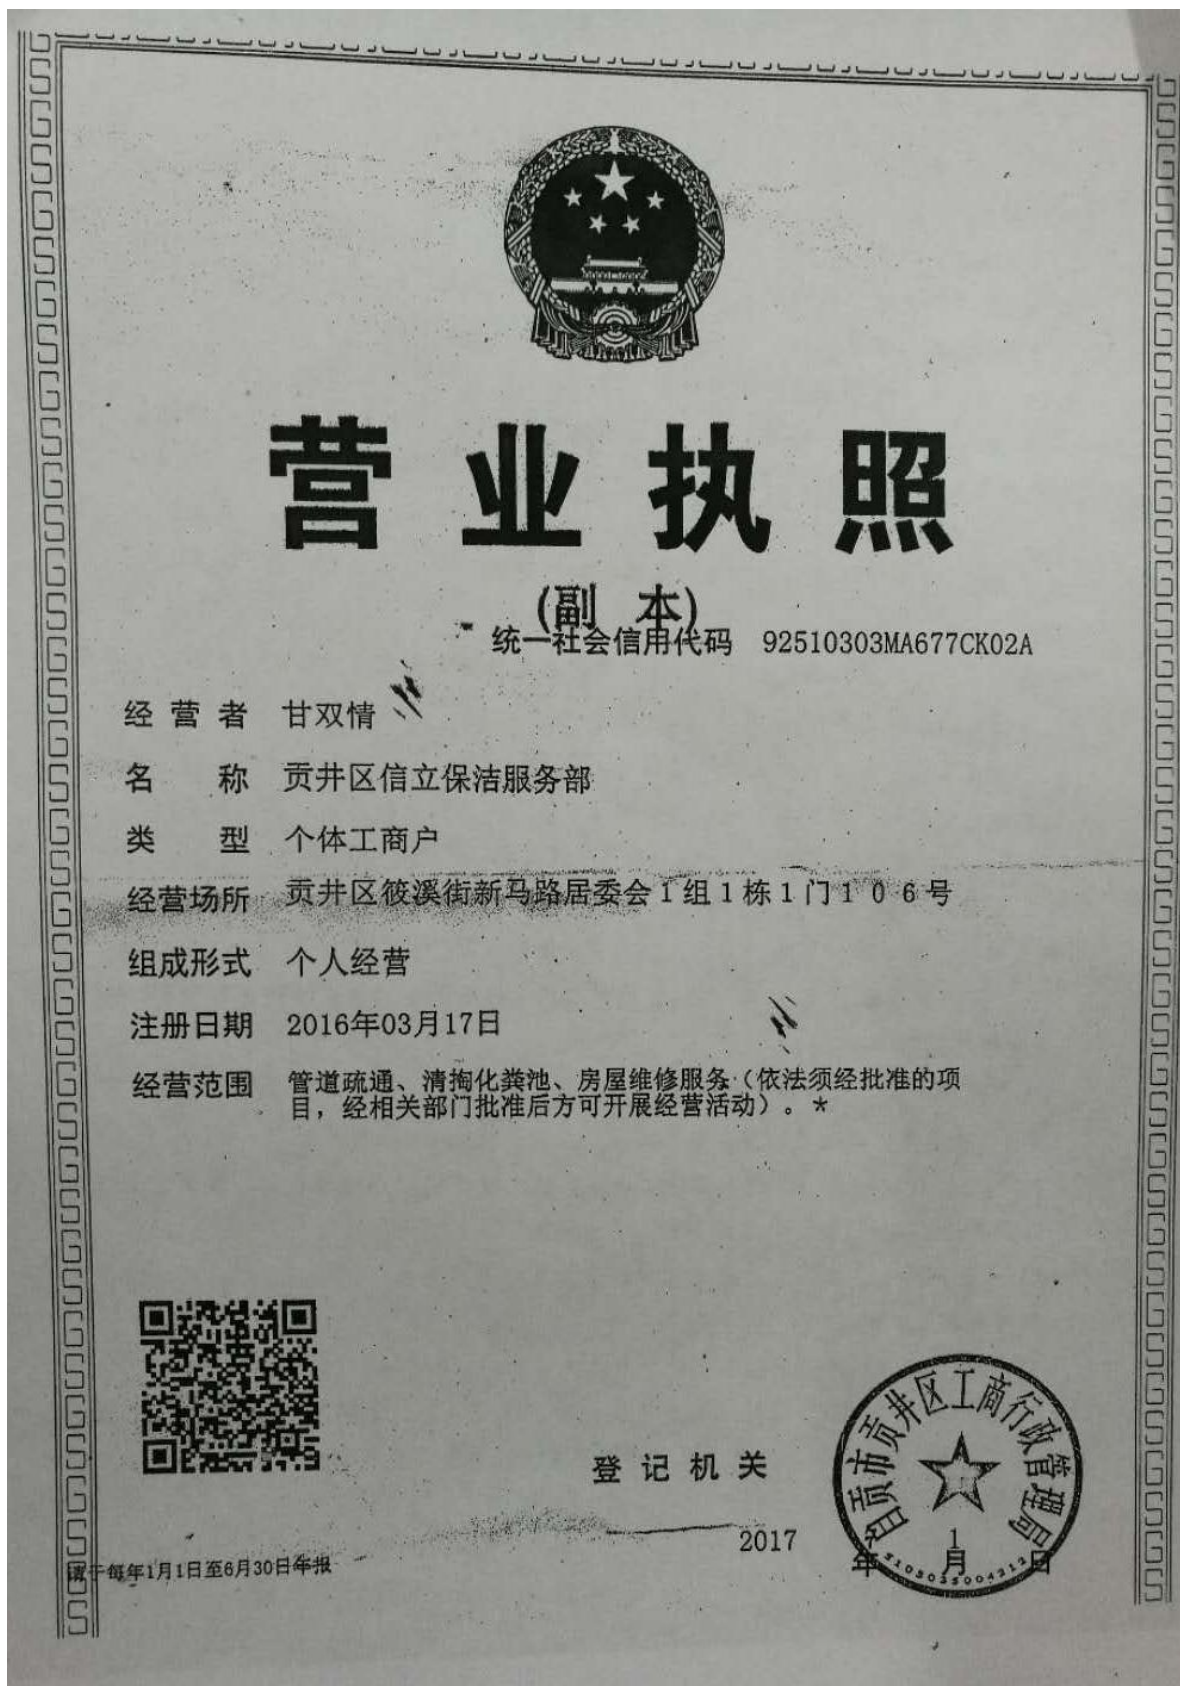 营业执照
(副 本)
统一社会信用代码 92510303MA677CK02A
经营者 甘双情
名称 贡井区信立保洁服务部
类型 个体工商户
经营场所 贡井区筱溪街新马路居委会1组1栋1门106号
组成形式 个人经营
注册日期 2016年03月17日
经营范围 管道疏通、清掏化粪池、房屋维修服务（依法须经批准的项
目，经相关部门批准后方可开展经营活动）。*
自贡市贡井区工商行政管理局
登记机关
2017年1月 日
请于每年1月1日至6月30日年报